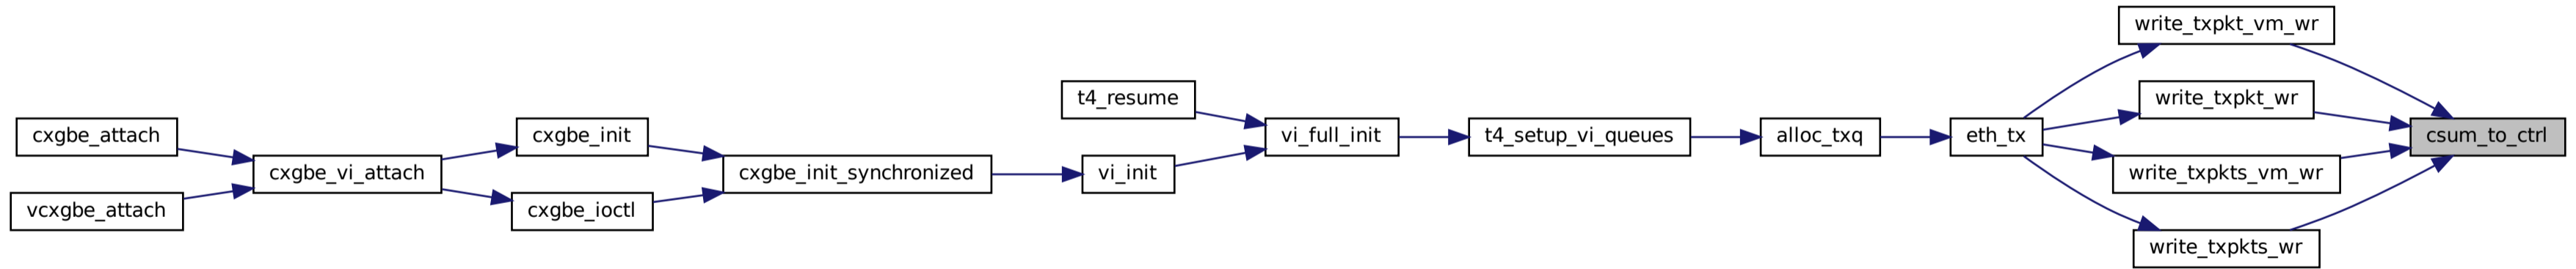 cxgbe_attach
vcxgbe_attach
cxgbe_vi_attach
cxgbe_init
cxgbe_ioctl
cxgbe_init_synchronized
t4_resume
vi_init
vi_full_init
t4_setup_vi_queues
alloc_txq
eth_tx
write_txpkt_vm_wr
write_txpkt_wr
write_txpkts_vm_wr
write_txpkts_wr
csum_to_ctrl